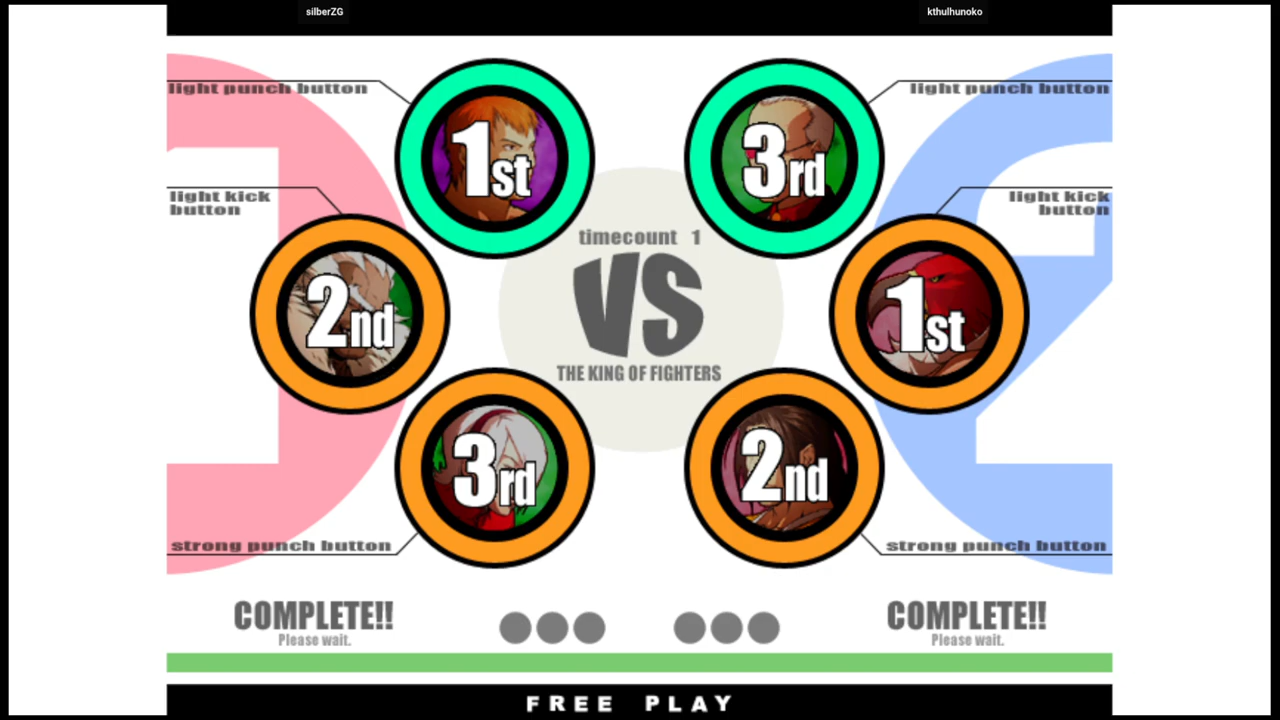 silberZG
kthulhunoko
light punch button
light punch button
1st
3rd
light kick
button
light kick
button
timecount 1
VS
THE KING OF FIGHTERS
2nd
1st
3rd
2nd
strong punch button
strong punch button
COMPLETE!!
Please wait.
COMPLETE!!
Please wait.
FREE PLAY